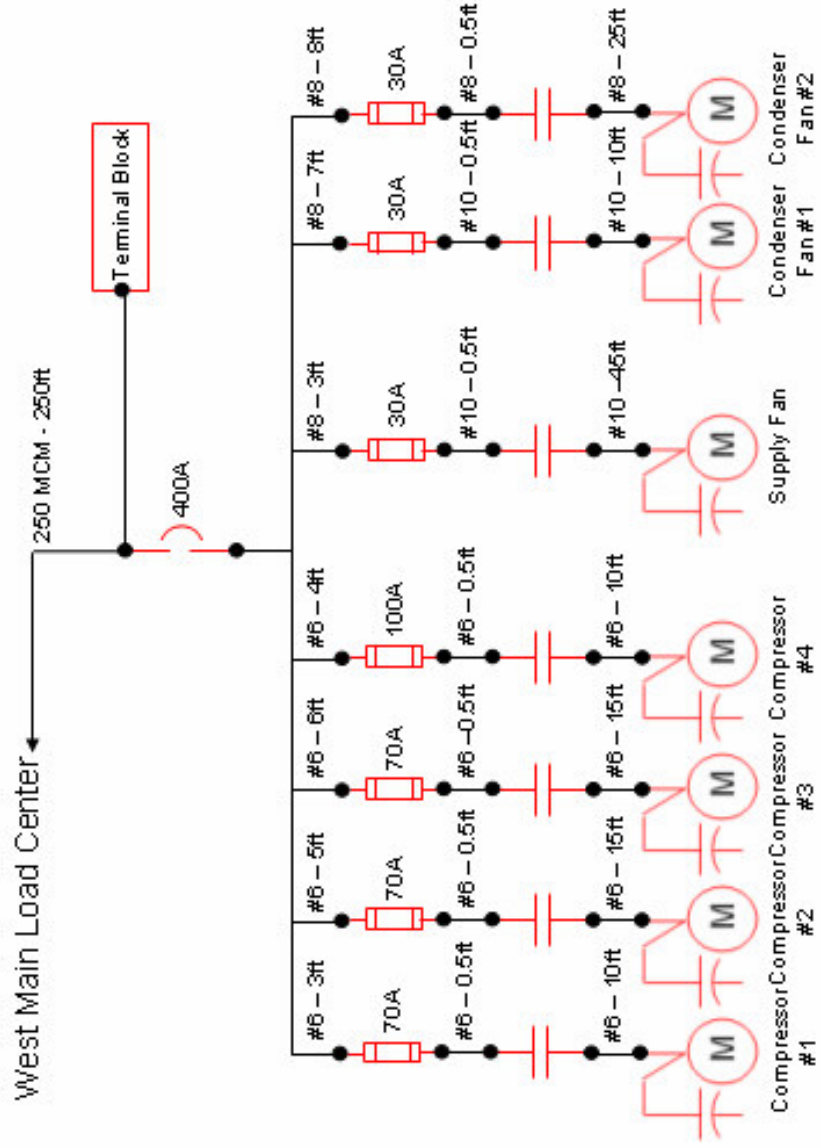 West Main Load Center
250 MCM - 250ft
Terminal Block
400A
#6 – 3ft
#6 – 5ft
#6 – 6ft
#6 – 4ft
#8 – 3ft
#8 – 7ft
#8 – 8ft
70A
70A
70A
100A
30A
30A
30A
#6 – 0.5ft
#6 – 0.5ft
#6 –0.5ft
#6 – 0.5ft
#10 – 0.5ft
#10 – 0.5ft
#8 – 0.5ft
#6 – 10ft
#6 – 15ft
#6 – 15ft
#6 – 10ft
#10 –45ft
#10 – 10ft
#8 – 25ft
M
M
M
M
M
M
M
Compressor
#1
Compressor
#2
Compressor
#3
Compressor
#4
Supply Fan
Condenser
Fan #1
Condenser
Fan #2